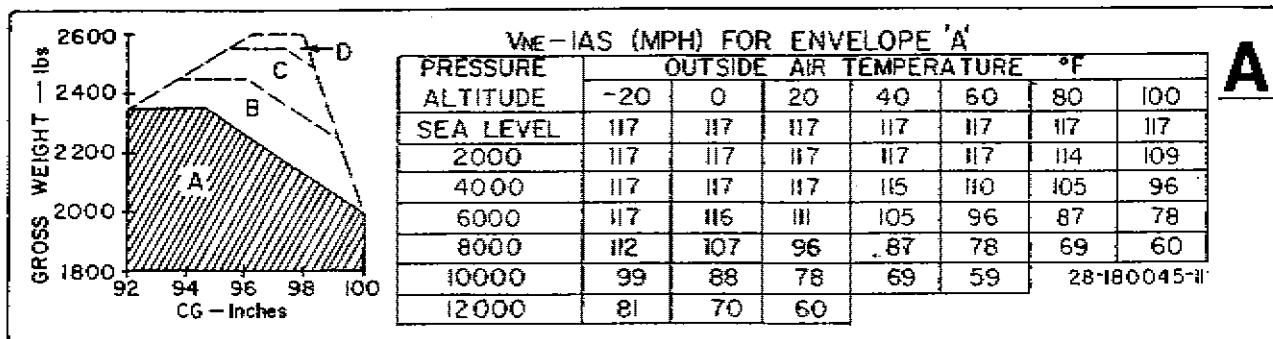 VNE-IAS (MPH) FOR ENVELOPE 'A'
A
PRESSURE ALTITUDE
OUTSIDE AIR TEMPERATURE °F
-20 0 20 40 60 80 100
SEA LEVEL 117 117 117 117 117 117 117
2000 117 117 117 117 117 114 109
4000 117 117 117 115 110 105 96
6000 117 116 111 105 96 87 78
8000 112 107 96 87 78 69 60
10000 99 88 78 69 59
12000 81 70 60
28-180045-11
GROSS WEIGHT - lbs
2600
2400
2200
2000
1800
92 94 96 98 100
CG - Inches
A
B
C
D